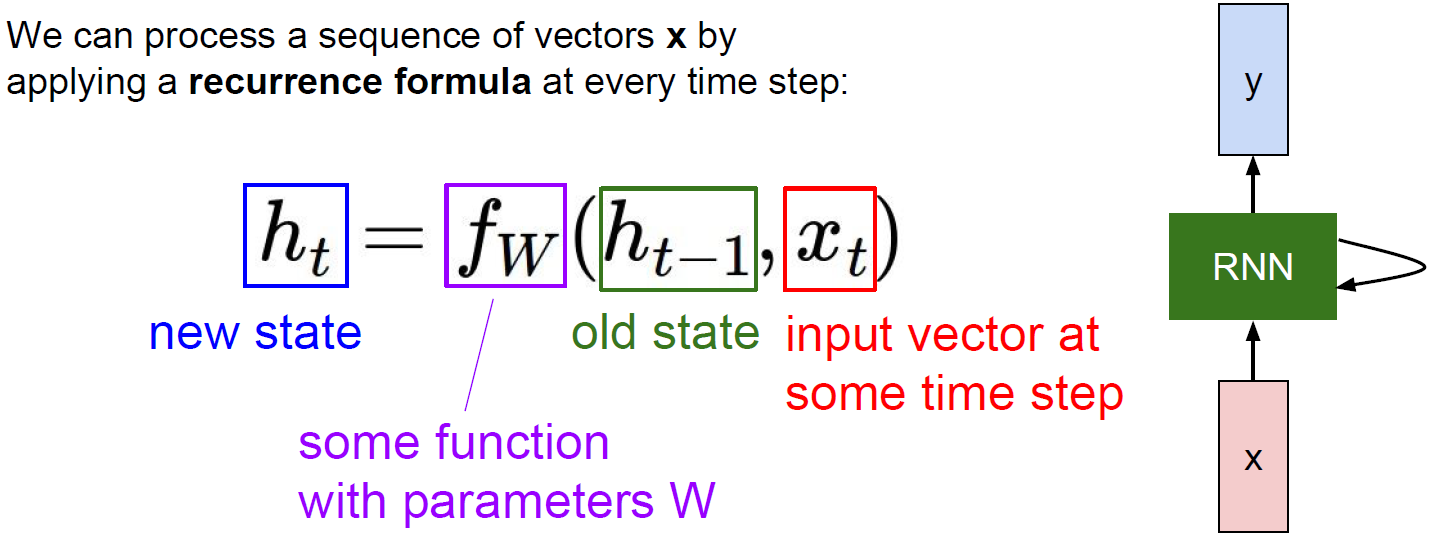 We can process a sequence of vectors x by
applying a recurrence formula at every time step:
h_t = f_W(h_{t-1}, x_t)
new state
old state
input vector at
some time step
some function
with parameters W
y
RNN
x